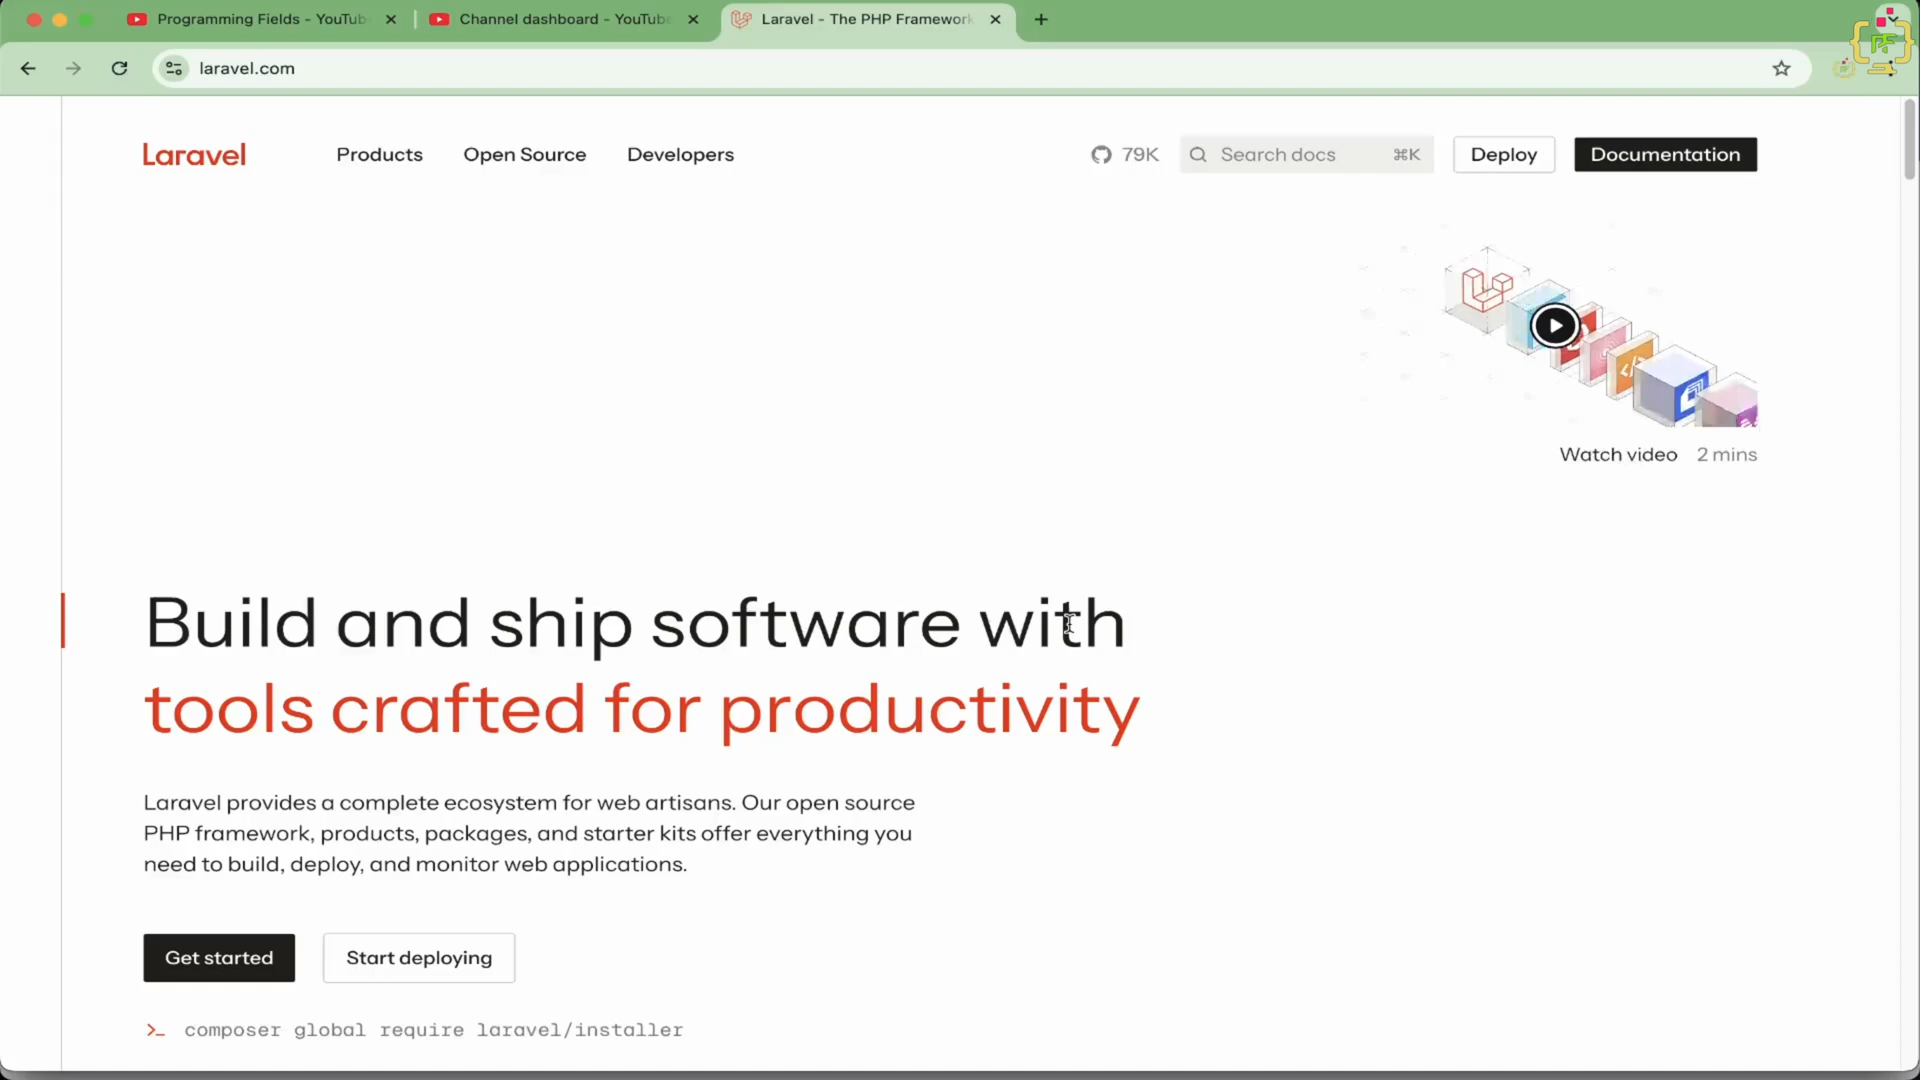 Programming Fields - YouTub
Channel dashboard - YouTube
Laravel - The PHP Framework
laravel.com
Laravel
Products
Open Source
Developers
79K
Search docs
⌘K
Deploy
Documentation
Watch video 2 mins
Build and ship software with
tools crafted for productivity
Laravel provides a complete ecosystem for web artisans. Our open source
PHP framework, products, packages, and starter kits offer everything you
need to build, deploy, and monitor web applications.
Get started
Start deploying
>_ composer global require laravel/installer